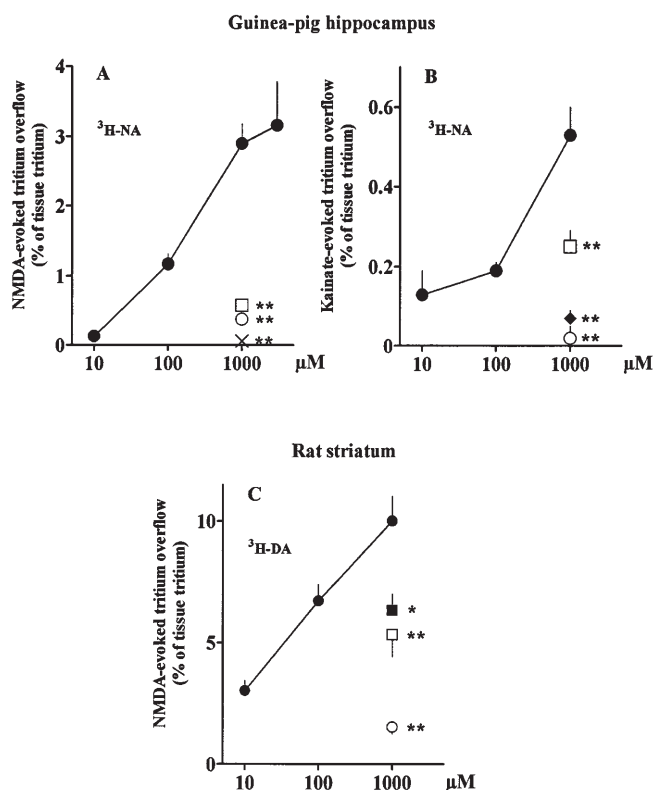 Guinea-pig hippocampus
A
³H-NA
NMDA-evoked tritium overflow
(% of tissue tritium)
4
3
2
1
0
**
**
**
10 100 1000 µM
B
³H-NA
Kainate-evoked tritium overflow
(% of tissue tritium)
0.6
0.4
0.2
0
**
**
**
10 100 1000 µM
Rat striatum
C
³H-DA
NMDA-evoked tritium overflow
(% of tissue tritium)
10
5
0
*
**
**
10 100 1000 µM